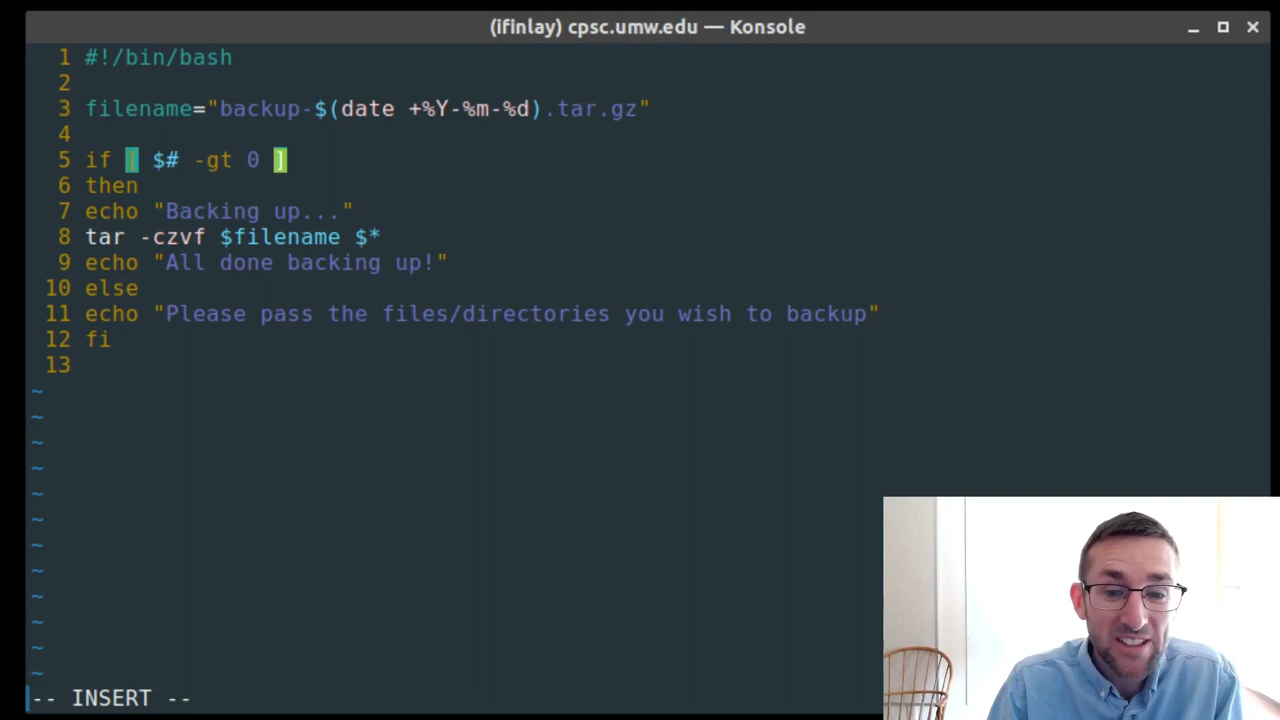 (ifinlay) cpsc.umw.edu — Konsole
1 #!/bin/bash
2
3 filename="backup-$(date +%Y-%m-%d).tar.gz"
4
5 if [ $# -gt 0 ]
6 then
7 echo "Backing up..."
8 tar -czvf $filename $*
9 echo "All done backing up!"
10 else
11 echo "Please pass the files/directories you wish to backup"
12 fi
13
~
~
~
~
~
~
~
~
~
~
~
~
-- INSERT --